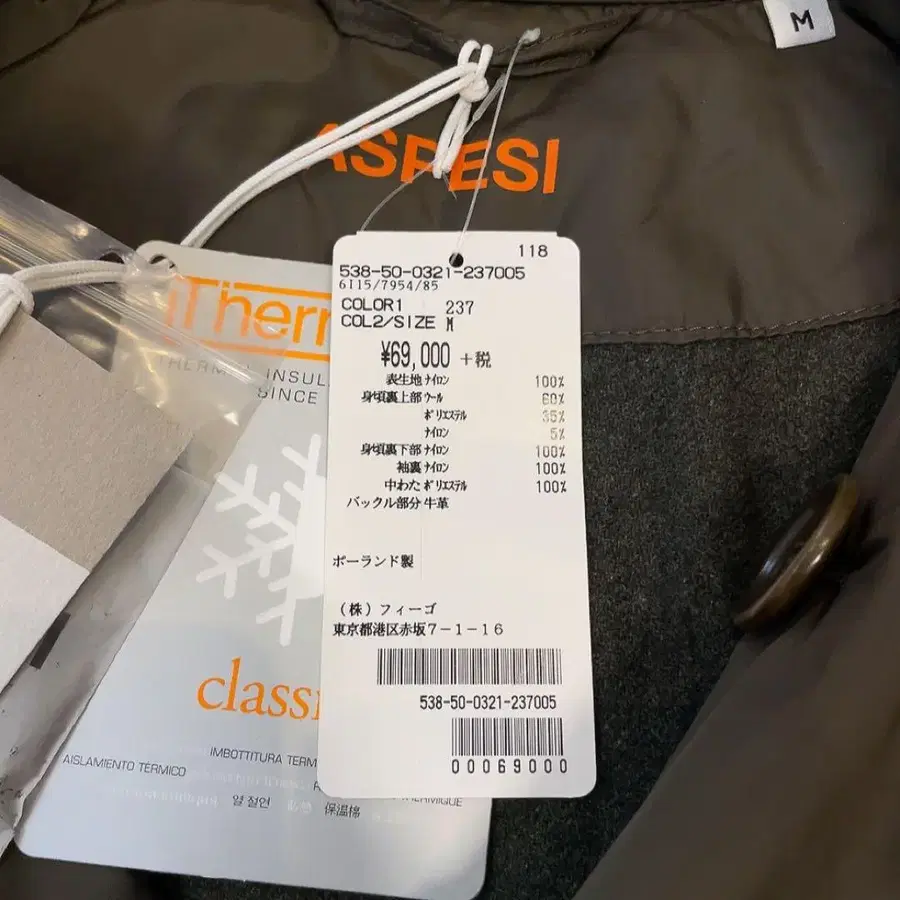 M
ASPESI
118
538-50-0321-237005
6115/7954/85
COLOR1 237
COL2/SIZE M
¥69,000 +税
表生地 ナイロン 100%
身頃裏上部 ウール 60%
ポリエステル 35%
ナイロン 5%
身頃裏下部 ナイロン 100%
袖裏 ナイロン 100%
中わた ポリエステル 100%
バックル部分 牛革
ポーランド製
(株)フィーゴ
東京都港区赤坂7-1-16
538-50-0321-237005
00069000
Therm
INSUL
SINCE
classi
IMBOTTITURA TERM
AISLAMIENTO TÉRMICO
THERMIQUE
열 절연
保温棉